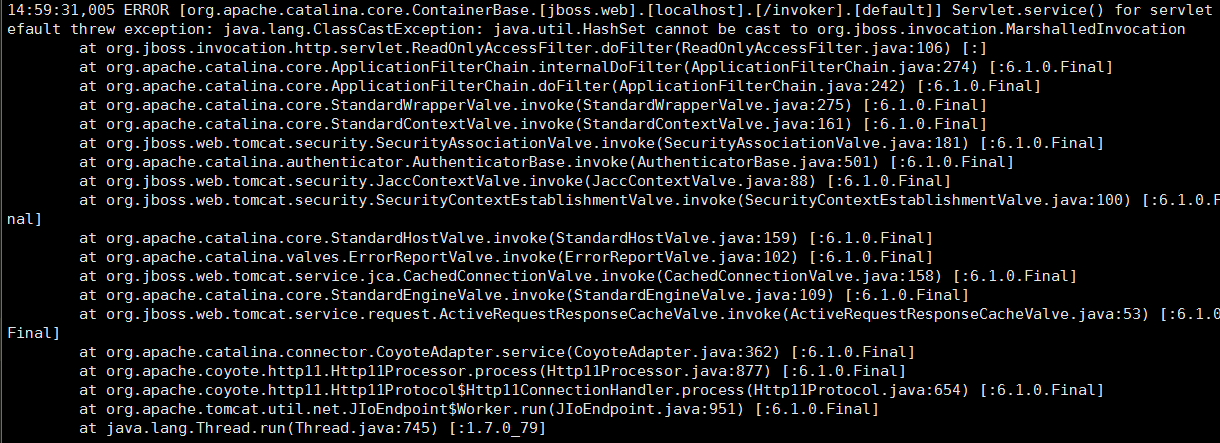 14:59:31,005 ERROR [org.apache.catalina.core.ContainerBase.[jboss.web].[localhost].[/invoker].[default]] Servlet.service() for servlet
efault threw exception: java.lang.ClassCastException: java.util.HashSet cannot be cast to org.jboss.invocation.MarshalledInvocation
at org.jboss.invocation.http.servlet.ReadOnlyAccessFilter.doFilter(ReadOnlyAccessFilter.java:106) [:]
at org.apache.catalina.core.ApplicationFilterChain.internalDoFilter(ApplicationFilterChain.java:274) [:6.1.0.Final]
at org.apache.catalina.core.ApplicationFilterChain.doFilter(ApplicationFilterChain.java:242) [:6.1.0.Final]
at org.apache.catalina.core.StandardWrapperValve.invoke(StandardWrapperValve.java:275) [:6.1.0.Final]
at org.apache.catalina.core.StandardContextValve.invoke(StandardContextValve.java:161) [:6.1.0.Final]
at org.jboss.web.tomcat.security.SecurityAssociationValve.invoke(SecurityAssociationValve.java:181) [:6.1.0.Final]
at org.apache.catalina.authenticator.AuthenticatorBase.invoke(AuthenticatorBase.java:501) [:6.1.0.Final]
at org.jboss.web.tomcat.security.JaccContextValve.invoke(JaccContextValve.java:88) [:6.1.0.Final]
at org.jboss.web.tomcat.security.SecurityContextEstablishmentValve.invoke(SecurityContextEstablishmentValve.java:100) [:6.1.0.F
nal]
at org.apache.catalina.core.StandardHostValve.invoke(StandardHostValve.java:159) [:6.1.0.Final]
at org.apache.catalina.valves.ErrorReportValve.invoke(ErrorReportValve.java:102) [:6.1.0.Final]
at org.jboss.web.tomcat.service.jca.CachedConnectionValve.invoke(CachedConnectionValve.java:158) [:6.1.0.Final]
at org.apache.catalina.core.StandardEngineValve.invoke(StandardEngineValve.java:109) [:6.1.0.Final]
at org.jboss.web.tomcat.service.request.ActiveRequestResponseCacheValve.invoke(ActiveRequestResponseCacheValve.java:53) [:6.1.0
Final]
at org.apache.catalina.connector.CoyoteAdapter.service(CoyoteAdapter.java:362) [:6.1.0.Final]
at org.apache.coyote.http11.Http11Processor.process(Http11Processor.java:877) [:6.1.0.Final]
at org.apache.coyote.http11.Http11Protocol$Http11ConnectionHandler.process(Http11Protocol.java:654) [:6.1.0.Final]
at org.apache.tomcat.util.net.JIoEndpoint$Worker.run(JIoEndpoint.java:951) [:6.1.0.Final]
at java.lang.Thread.run(Thread.java:745) [:1.7.0_79]